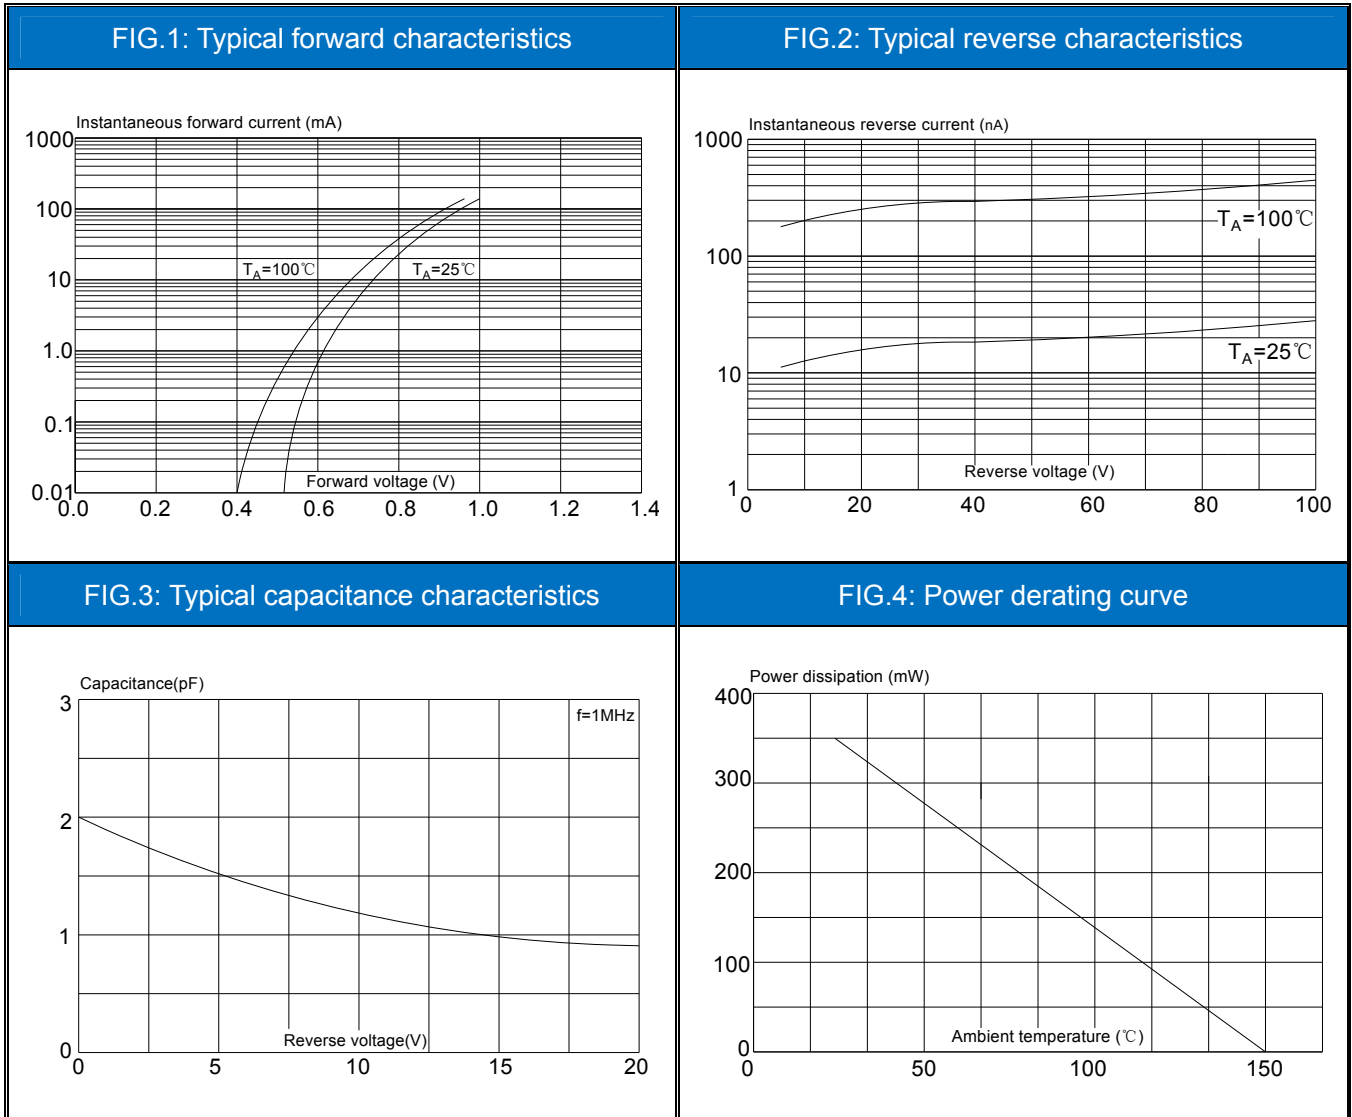 FIG.1: Typical forward characteristics
FIG.2: Typical reverse characteristics
Instantaneous forward current (mA)
1000
100
10
1.0
0.1
0.01
T_A=100℃
T_A=25℃
Forward voltage (V)
0.0 0.2 0.4 0.6 0.8 1.0 1.2 1.4
Instantaneous reverse current (nA)
1000
100
10
1
T_A=100℃
T_A=25℃
Reverse voltage (V)
0 20 40 60 80 100
FIG.3: Typical capacitance characteristics
FIG.4: Power derating curve
Capacitance(pF)
f=1MHz
3
2
1
0
Reverse voltage(V)
0 5 10 15 20
Power dissipation (mW)
400
300
200
100
0
Ambient temperature (℃)
0 50 100 150